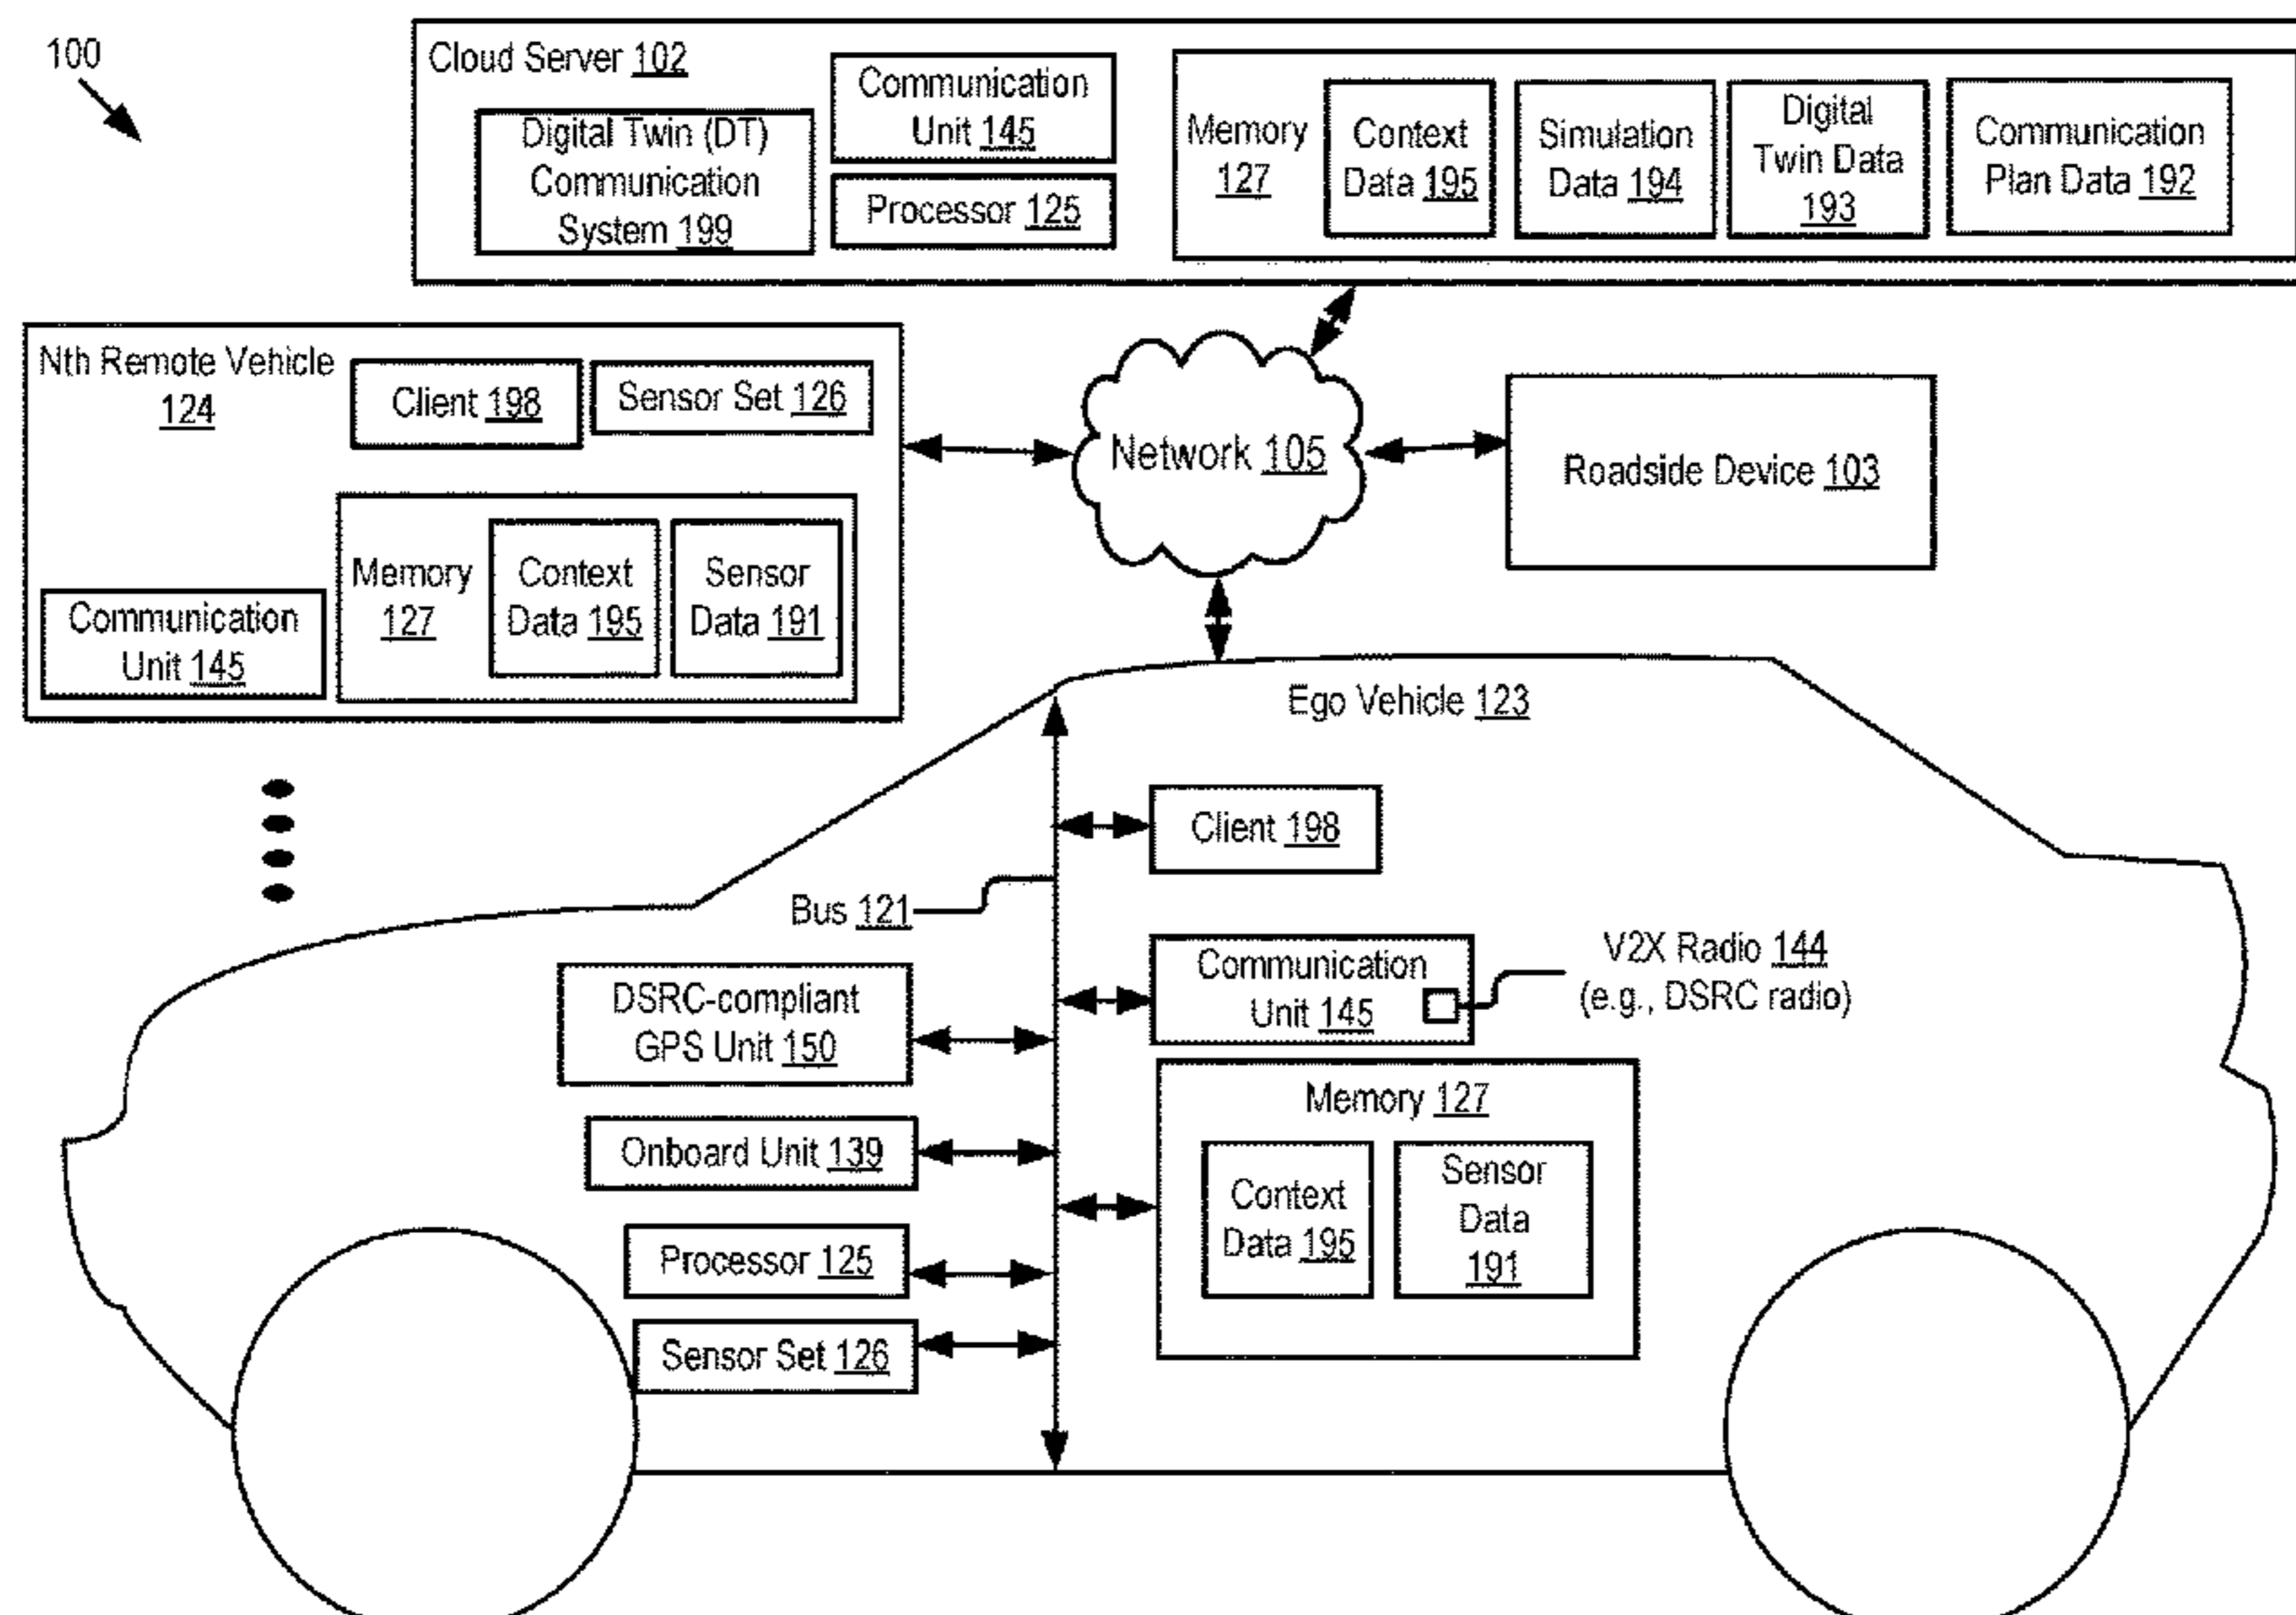 100
Cloud Server 102
Digital Twin (DT)
Communication
System 199
Communication
Unit 145
Processor 125
Memory
127
Context
Data 195
Simulation
Data 194
Digital
Twin Data
193
Communication
Plan Data 192
Nth Remote Vehicle
124
Client 198
Sensor Set 126
Communication
Unit 145
Memory
127
Context
Data 195
Sensor
Data 191
Network 105
Roadside Device 103
Ego Vehicle 123
Client 198
Bus 121
Communication
Unit 145
V2X Radio 144
(e.g., DSRC radio)
DSRC-compliant
GPS Unit 150
Onboard Unit 139
Processor 125
Sensor Set 126
Memory 127
Context
Data 195
Sensor
Data
191